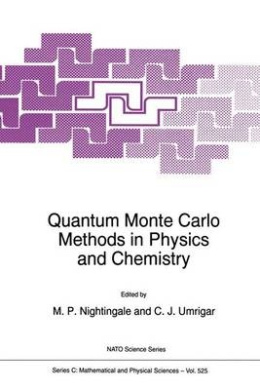 Quantum Monte Carlo
Methods in Physics
and Chemistry
Edited by
M. P. Nightingale and C. J. Umrigar
NATO Science Series
Series C: Mathematical and Physical Sciences – Vol. 525